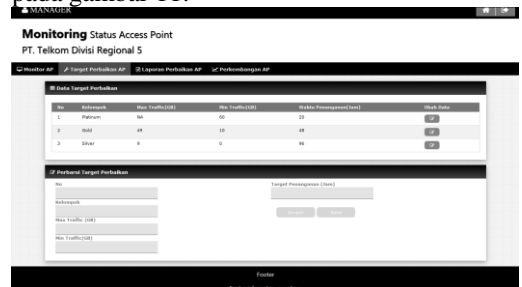 pada gambar 11.
MANAGER
Monitoring Status Access Point
PT. Telkom Divisi Regional 5
Monitor AP Target Perbaikan AP Laporan Perbaikan AP Perkembangan AP
Data Target Perbaikan
No Kelompok Max Traffic(GB) Min Traffic(GB) Waktu Penanganan(Jam) Ubah Data
1 Platinum NA 60
2 Gold 10 48
3 Silver 9 0 96
Perbarui Target Perbaikan
No Target Penanganan (Jam)
Kelompok
Max Traffic (GB)
Min Traffic(GB)
Footer